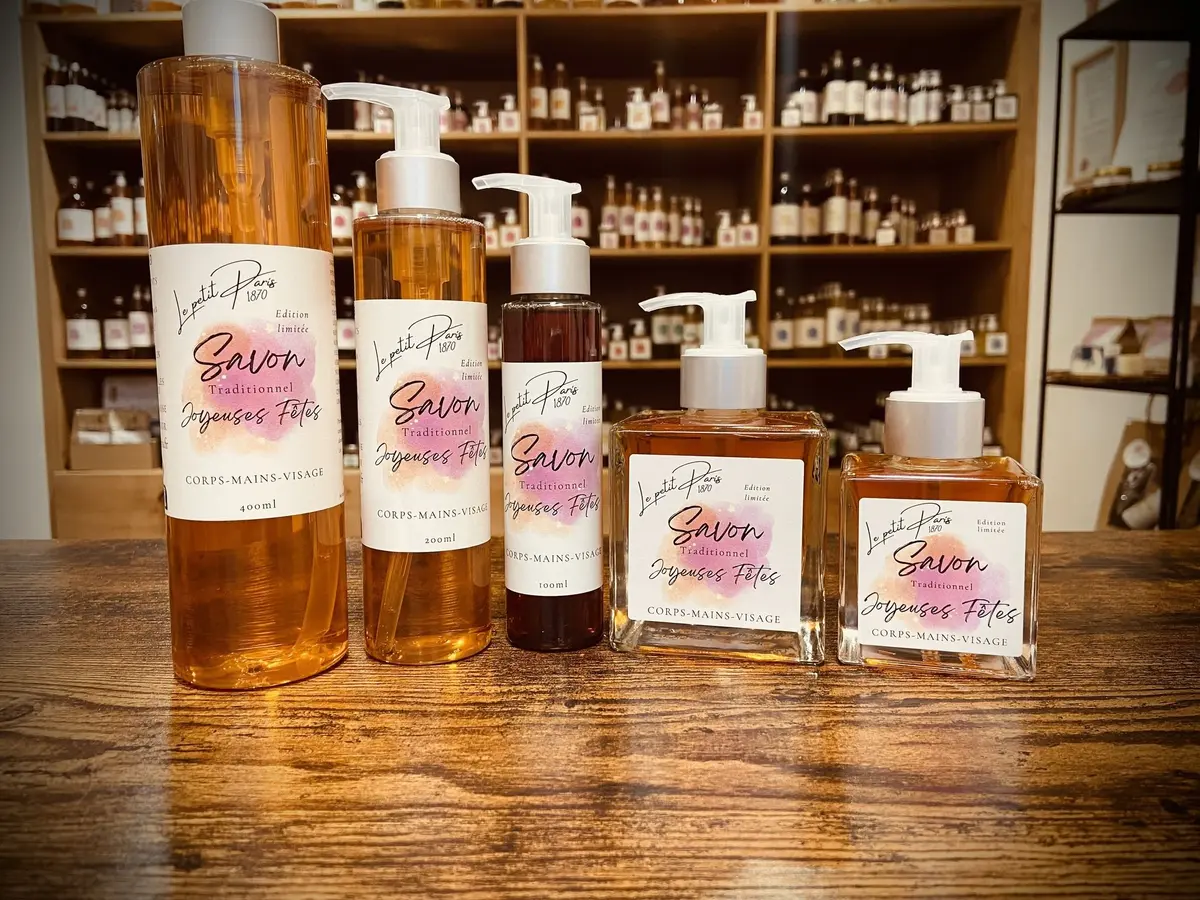 Le petit Paris
1870
Edition
limitée
Savon
Traditionnel
Joyeuses Fêtes
CORPS-MAINS-VISAGE
400ml
Le petit Paris
1870
Edition
limitée
Savon
Traditionnel
Joyeuses Fêtes
CORPS-MAINS-VISAGE
200ml
Le petit Paris
1870
Edition
limitée
Savon
Traditionnel
Joyeuses Fêtes
CORPS-MAINS-VISAGE
100ml
Le petit Paris
1870
Edition
limitée
Savon
Traditionnel
Joyeuses Fêtes
CORPS-MAINS-VISAGE
Le petit Paris
1870
Edition
limitée
Savon
Traditionnel
Joyeuses Fêtes
CORPS-MAINS-VISAGE